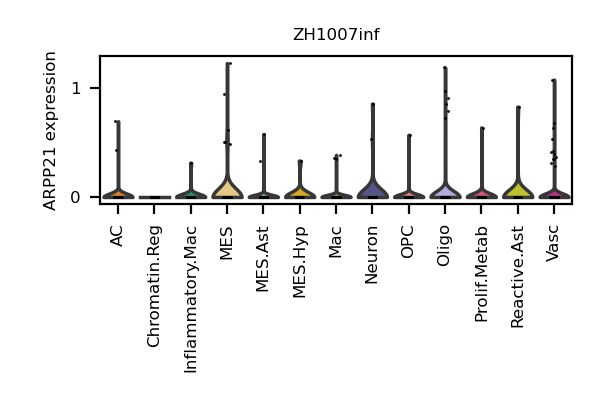 ZH1007inf
ARPP21 expression
1
0
AC
Chromatin.Reg
Inflammatory.Mac
MES
MES.Ast
MES.Hyp
Mac
Neuron
OPC
Oligo
Prolif.Metab
Reactive.Ast
Vasc